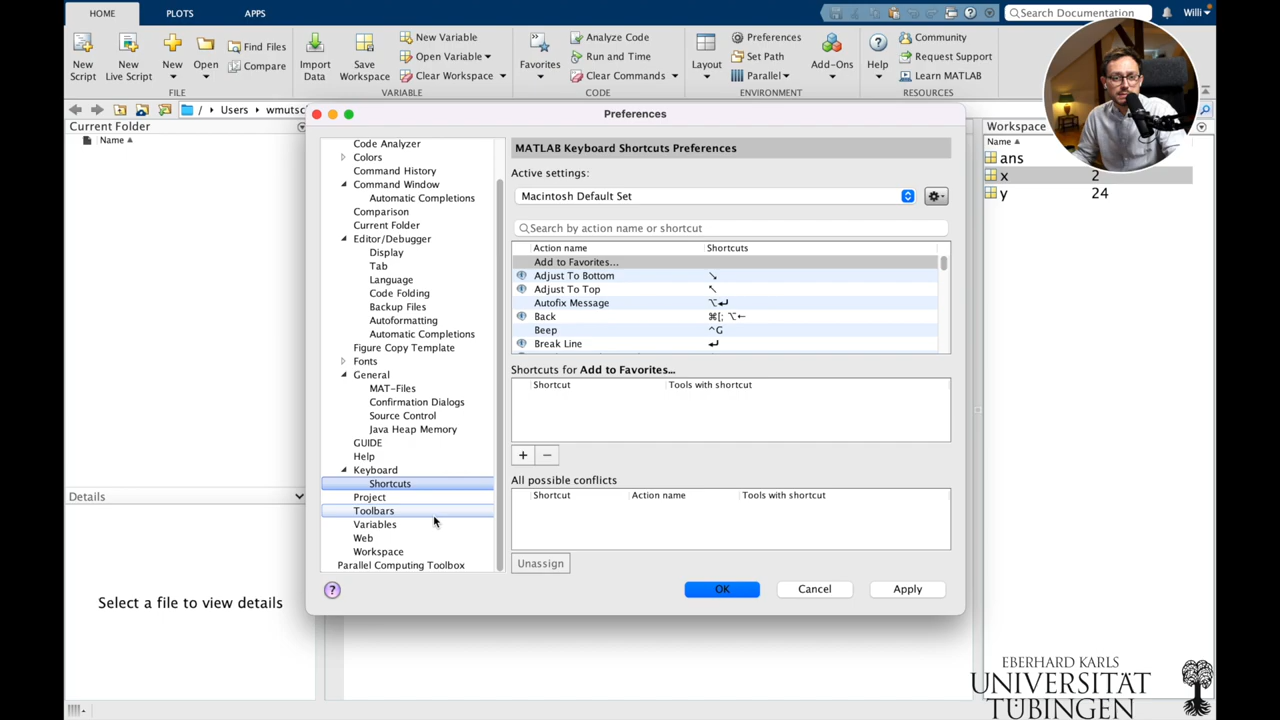 HOME PLOTS APPS
Search Documentation Willi
New Script
New Live Script
New
Open
Find Files
Compare
FILE
Import Data
Save Workspace
New Variable
Open Variable
Clear Workspace
VARIABLE
Favorites
Analyze Code
Run and Time
Clear Commands
CODE
Layout
Preferences
Set Path
Parallel
ENVIRONMENT
Add-Ons
Help
Community
Request Support
Learn MATLAB
RESOURCES
/ Users wmutsc
Current Folder
Name
Details
Select a file to view details
Preferences
Code Analyzer
Colors
Command History
Command Window
Automatic Completions
Comparison
Current Folder
Editor/Debugger
Display
Tab
Language
Code Folding
Backup Files
Autoformatting
Automatic Completions
Figure Copy Template
Fonts
General
MAT-Files
Confirmation Dialogs
Source Control
Java Heap Memory
GUIDE
Help
Keyboard
Shortcuts
Project
Toolbars
Variables
Web
Workspace
Parallel Computing Toolbox
MATLAB Keyboard Shortcuts Preferences
Active settings:
Macintosh Default Set
Search by action name or shortcut
Action name Shortcuts
Add to Favorites...
Adjust To Bottom ↘
Adjust To Top ↖
Autofix Message ⌥↵
Back ⌘[; ⌥←
Beep ^G
Break Line ↵
Shortcuts for Add to Favorites...
Shortcut Tools with shortcut
+ −
All possible conflicts
Shortcut Action name Tools with shortcut
Unassign
? OK Cancel Apply
Workspace
Name
ans
x 2
y 24
EBERHARD KARLS
UNIVERSITÄT
TÜBINGEN